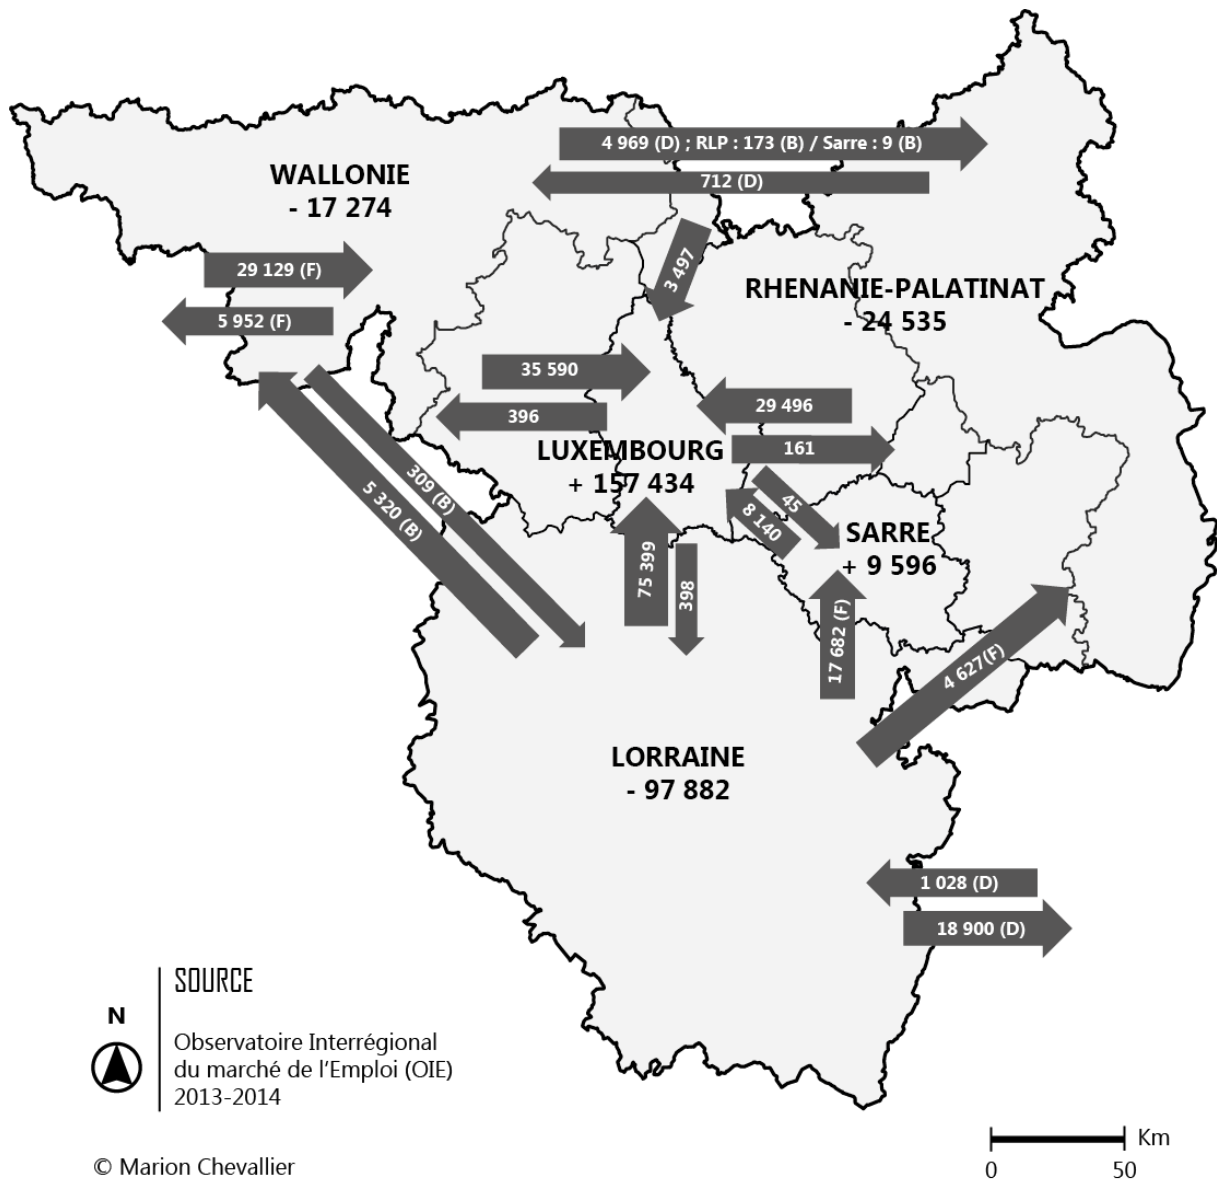 4 969 (D) ; RLP : 173 (B) / Sarre : 9 (B)
712 (D)
WALLONIE
- 17 274
3 497
29 129 (F)
5 952 (F)
RHENANIE-PALATINAT
- 24 535
35 590
396
29 496
161
LUXEMBOURG
+ 157 434
309 (B)
5 320 (B)
45
8 140
SARRE
+ 9 596
75 399
398
17 682 (F)
4 627(F)
LORRAINE
- 97 882
1 028 (D)
18 900 (D)
SOURCE
N
Observatoire Interrégional
du marché de l'Emploi (OIE)
2013-2014
© Marion Chevallier
Km
0 50